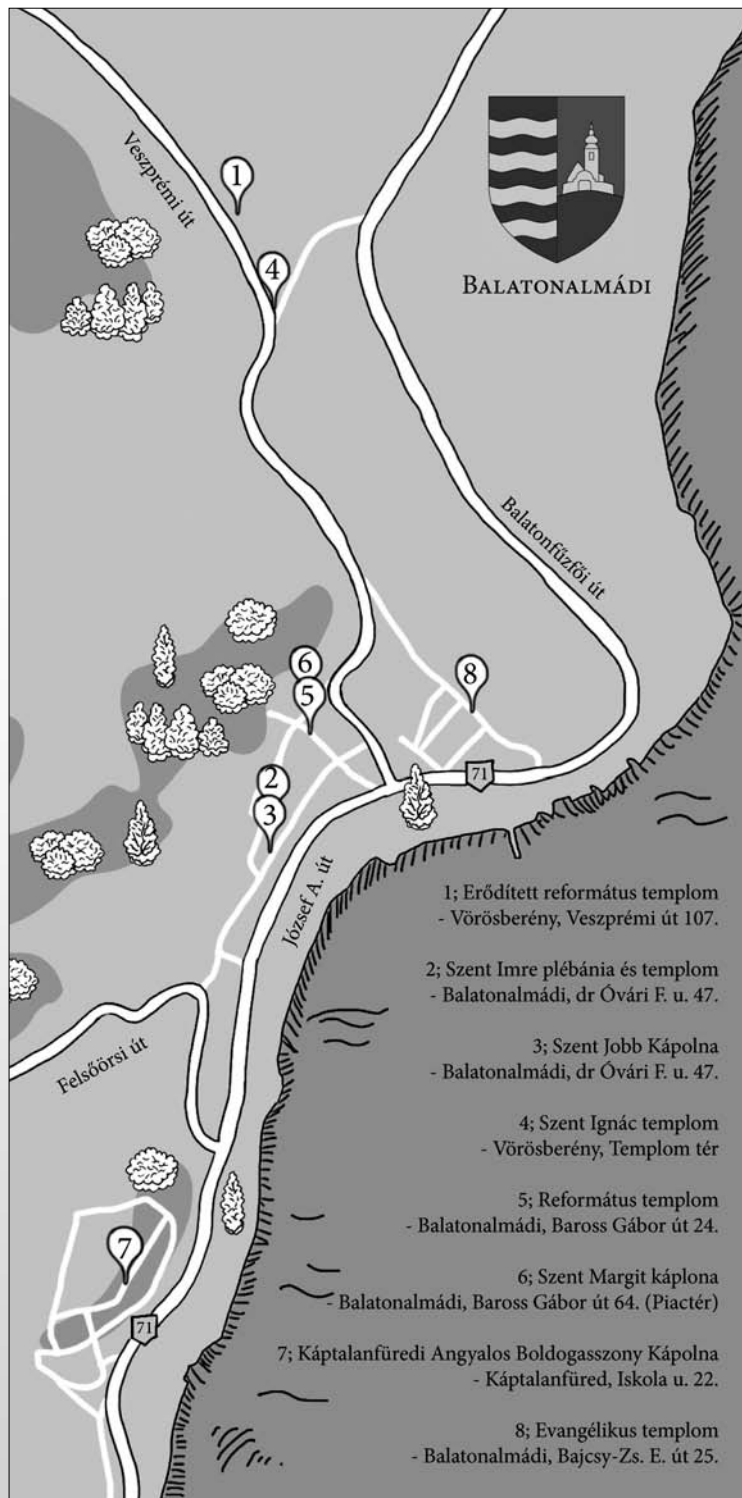 BALATONALMÁDI
Veszprémi út
1
4
Balatonfűzfői út
6
5
8
2
3
71
József A. út
Felsőörsi út
7
71
1; Erődített református templom
- Vörösberény, Veszprémi út 107.
2; Szent Imre plébánia és templom
- Balatonalmádi, dr Óvári F. u. 47.
3; Szent Jobb Kápolna
- Balatonalmádi, dr Óvári F. u. 47.
4; Szent Ignác templom
- Vörösberény, Templom tér
5; Református templom
- Balatonalmádi, Baross Gábor út 24.
6; Szent Margit káplona
- Balatonalmádi, Baross Gábor út 64. (Piactér)
7; Káptalanfüredi Angyalos Boldogasszony Kápolna
- Káptalanfüred, Iskola u. 22.
8; Evangélikus templom
- Balatonalmádi, Bajcsy-Zs. E. út 25.